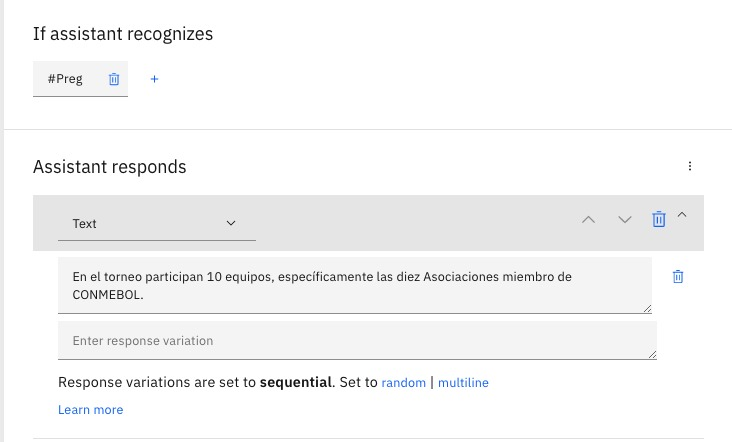 If assistant recognizes
#Preg
+
Assistant responds
Text
En el torneo participan 10 equipos, específicamente las diez Asociaciones miembro de
CONMEBOL.
Enter response variation
Response variations are set to sequential. Set to random | multiline
Learn more